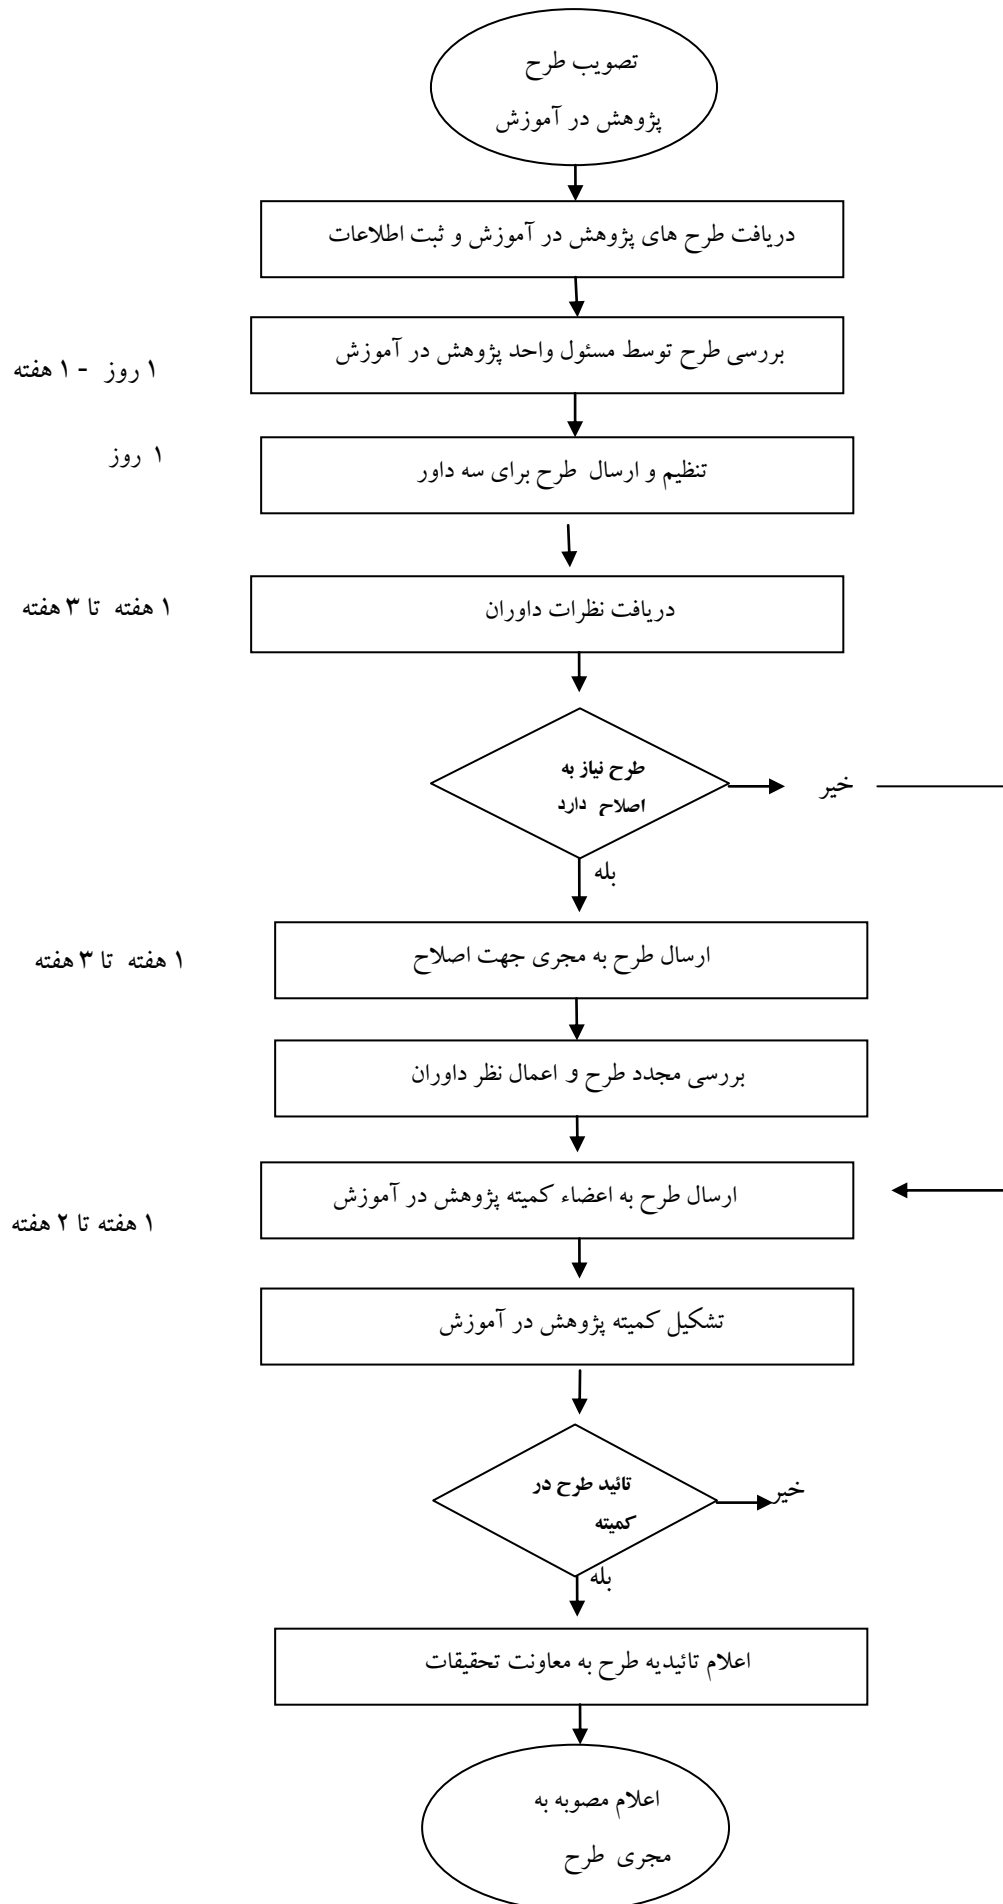 تصویب طرح
پژوهش در آموزش
دریافت طرح های پژوهش در آموزش و ثبت اطلاعات
بررسی طرح توسط مسئول واحد پژوهش در آموزش
۱ روز - ۱ هفته
تنظیم و ارسال طرح برای سه داور
۱ روز
دریافت نظرات داوران
۱ هفته تا ۳ هفته
طرح نیاز به
اصلاح دارد
خیر
بله
ارسال طرح به مجری جهت اصلاح
۱ هفته تا ۳ هفته
بررسی مجدد طرح و اعمال نظر داوران
ارسال طرح به اعضاء کمیته پژوهش در آموزش
۱ هفته تا ۲ هفته
تشکیل کمیته پژوهش در آموزش
تائید طرح در
کمیته
خیر
بله
اعلام تائیدیه طرح به معاونت تحقیقات
اعلام مصوبه به
مجری طرح